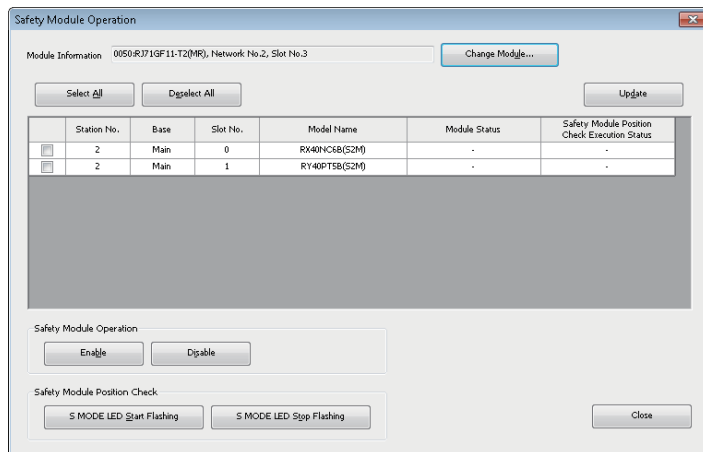 Safety Module Operation
Module Information 0050:RJ71GF11-T2(MR), Network No.2, Slot No.3 Change Module...
Select All Deselect All Update
Station No. Base Slot No. Model Name Module Status Safety Module Position
Check Execution Status
2 Main 0 RX40NC6B(S2M) - -
2 Main 1 RY40PT5B(S2M) - -
Safety Module Operation
Enable Disable
Safety Module Position Check
S MODE LED Start Flashing S MODE LED Stop Flashing Close